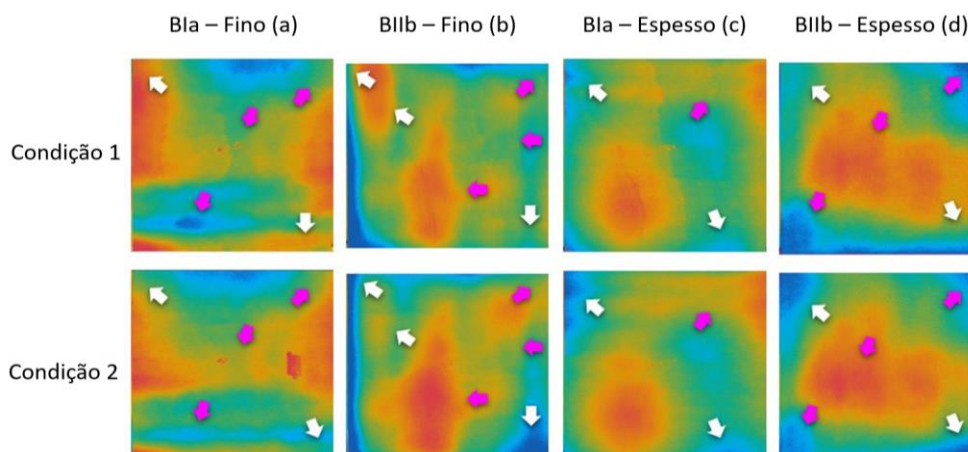 BIa – Fino (a)
BIIb – Fino (b)
BIa – Espesso (c)
BIIb – Espesso (d)
Condição 1
Condição 2